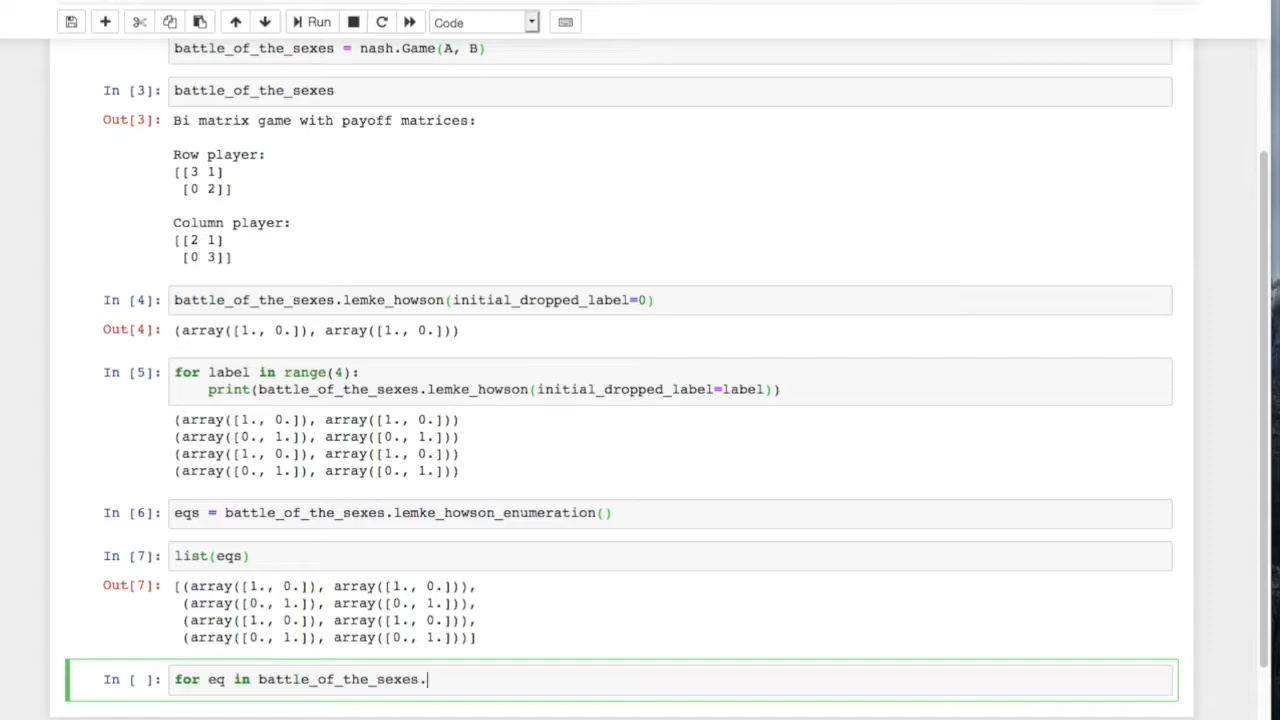 Run Code
battle_of_the_sexes = nash.Game(A, B)
In [3]: battle_of_the_sexes
Out[3]: Bi matrix game with payoff matrices:
Row player:
[[3 1]
[0 2]]
Column player:
[[2 1]
[0 3]]
In [4]: battle_of_the_sexes.lemke_howson(initial_dropped_label=0)
Out[4]: (array([1., 0.]), array([1., 0.]))
In [5]: for label in range(4):
print(battle_of_the_sexes.lemke_howson(initial_dropped_label=label))
(array([1., 0.]), array([1., 0.]))
(array([0., 1.]), array([0., 1.]))
(array([1., 0.]), array([1., 0.]))
(array([0., 1.]), array([0., 1.]))
In [6]: eqs = battle_of_the_sexes.lemke_howson_enumeration()
In [7]: list(eqs)
Out[7]: [(array([1., 0.]), array([1., 0.])),
(array([0., 1.]), array([0., 1.])),
(array([1., 0.]), array([1., 0.])),
(array([0., 1.]), array([0., 1.]))]
In [ ]: for eq in battle_of_the_sexes.